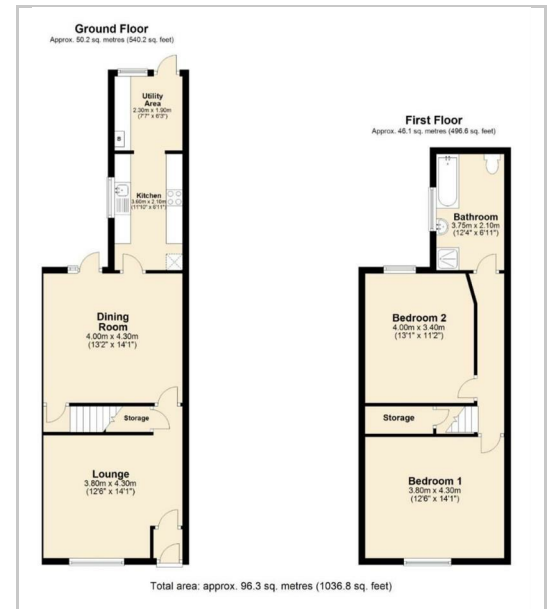 Ground Floor
Approx. 50.2 sq. metres (540.2 sq. feet)
Utility
Area
2.30m x 1.90m
(7'7" x 6'3")
Kitchen
3.60m x 2.10m
(11'10" x 6'11")
Dining
Room
4.00m x 4.30m
(13'2" x 14'1")
Storage
Lounge
3.80m x 4.30m
(12'6" x 14'1")
First Floor
Approx. 46.1 sq. metres (496.6 sq. feet)
Bathroom
3.75m x 2.10m
(12'4" x 6'11")
Bedroom 2
4.00m x 3.40m
(13'1" x 11'2")
Storage
Bedroom 1
3.80m x 4.30m
(12'6" x 14'1")
Total area: approx. 96.3 sq. metres (1036.8 sq. feet)